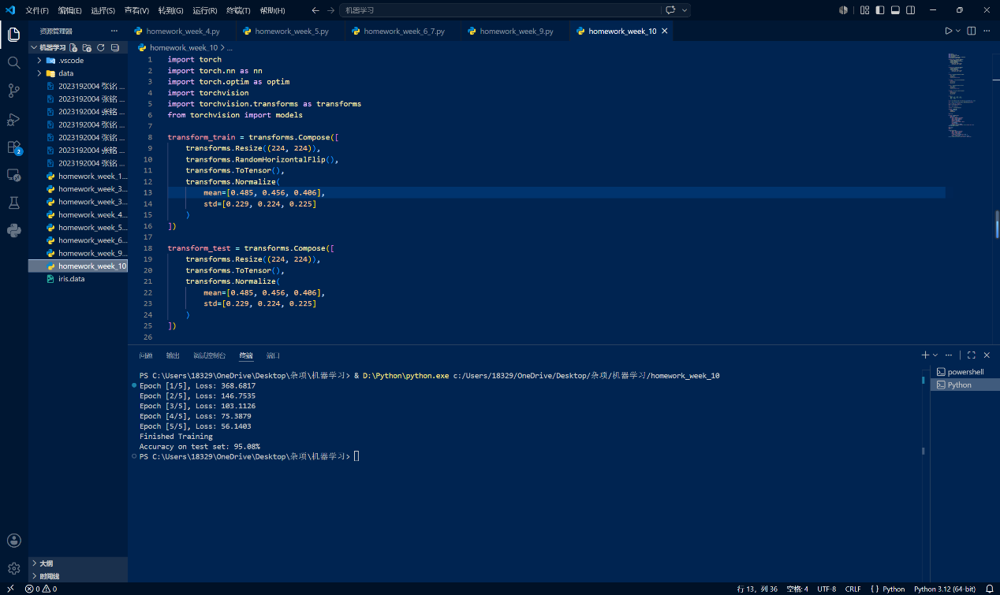 文件(F) 编辑(E) 选择(S) 查看(V) 转到(G) 运行(R) 终端(T) 帮助(H)
机器学习
资源管理器
homework_week_4.py
homework_week_5.py
homework_week_6_7.py
homework_week_9.py
homework_week_10
机器学习
.vscode
data
2023192004 张铭 ...
2023192004 张铭 ...
2023192004 张铭 ...
2023192004 张铭 ...
2023192004 张铭 ...
2023192004 张铭 ...
2023192004 张铭 ...
homework_week_1...
homework_week_3...
homework_week_3...
homework_week_4...
homework_week_5...
homework_week_6...
homework_week_9...
homework_week_10
iris.data
大纲
时间线
2
homework_week_10 > ...
1 import torch
2 import torch.nn as nn
3 import torch.optim as optim
4 import torchvision
5 import torchvision.transforms as transforms
6 from torchvision import models
7
8 transform_train = transforms.Compose([
9 transforms.Resize((224, 224)),
10 transforms.RandomHorizontalFlip(),
11 transforms.ToTensor(),
12 transforms.Normalize(
13 mean=[0.485, 0.456, 0.406],
14 std=[0.229, 0.224, 0.225]
15 )
16 ])
17
18 transform_test = transforms.Compose([
19 transforms.Resize((224, 224)),
20 transforms.ToTensor(),
21 transforms.Normalize(
22 mean=[0.485, 0.456, 0.406],
23 std=[0.229, 0.224, 0.225]
24 )
25 ])
26
问题 输出 调试控制台 终端 端口
PS C:\Users\18329\OneDrive\Desktop\杂项\机器学习> & D:\Python\python.exe c:/Users/18329/OneDrive/Desktop/杂项/机器学习/homework_week_10
Epoch [1/5], Loss: 368.6817
Epoch [2/5], Loss: 146.7535
Epoch [3/5], Loss: 103.1126
Epoch [4/5], Loss: 75.3879
Epoch [5/5], Loss: 56.1403
Finished Training
Accuracy on test set: 95.08%
PS C:\Users\18329\OneDrive\Desktop\杂项\机器学习>
powershell
Python
0 0
行 13，列 36 空格: 4 UTF-8 CRLF { } Python Python 3.12 (64-bit)